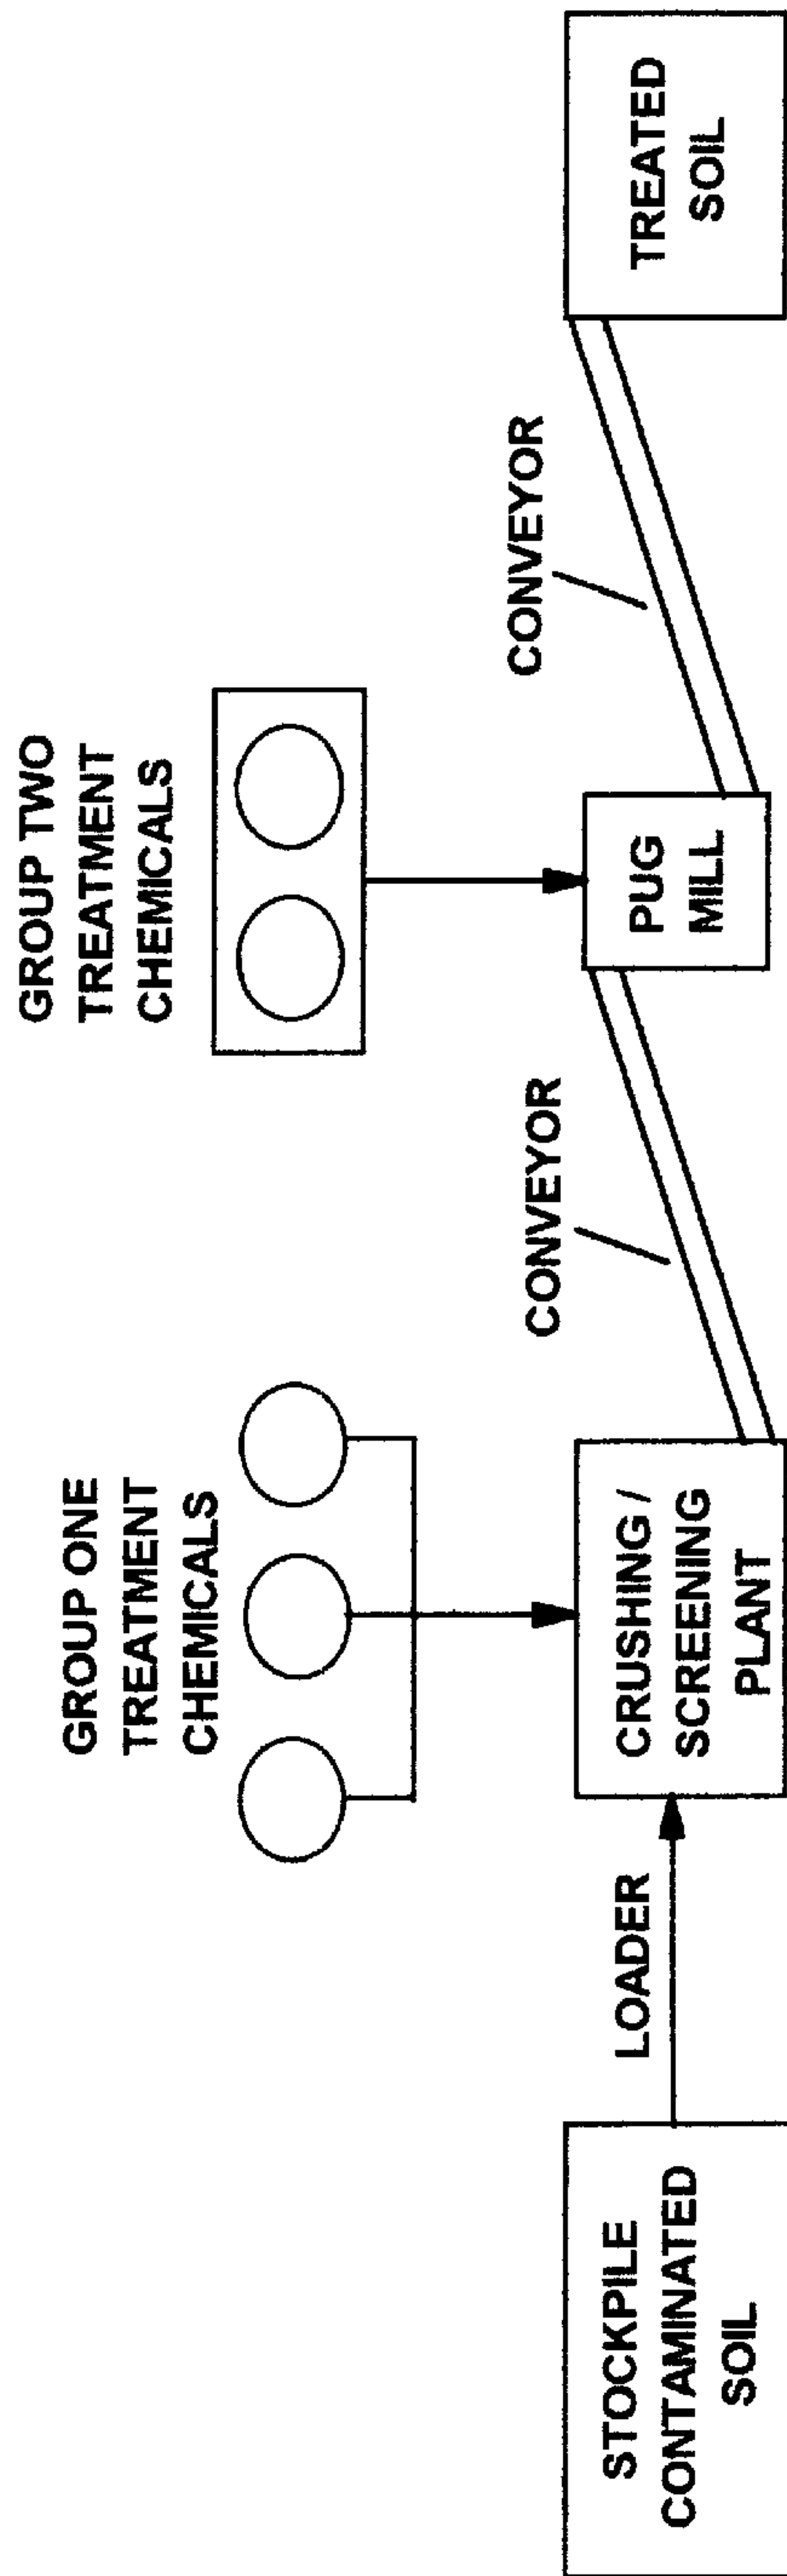 GROUP ONE
TREATMENT
CHEMICALS
GROUP TWO
TREATMENT
CHEMICALS
STOCKPILE
CONTAMINATED
SOIL
LOADER
CRUSHING /
SCREENING
PLANT
CONVEYOR
PUG
MILL
CONVEYOR
TREATED
SOIL